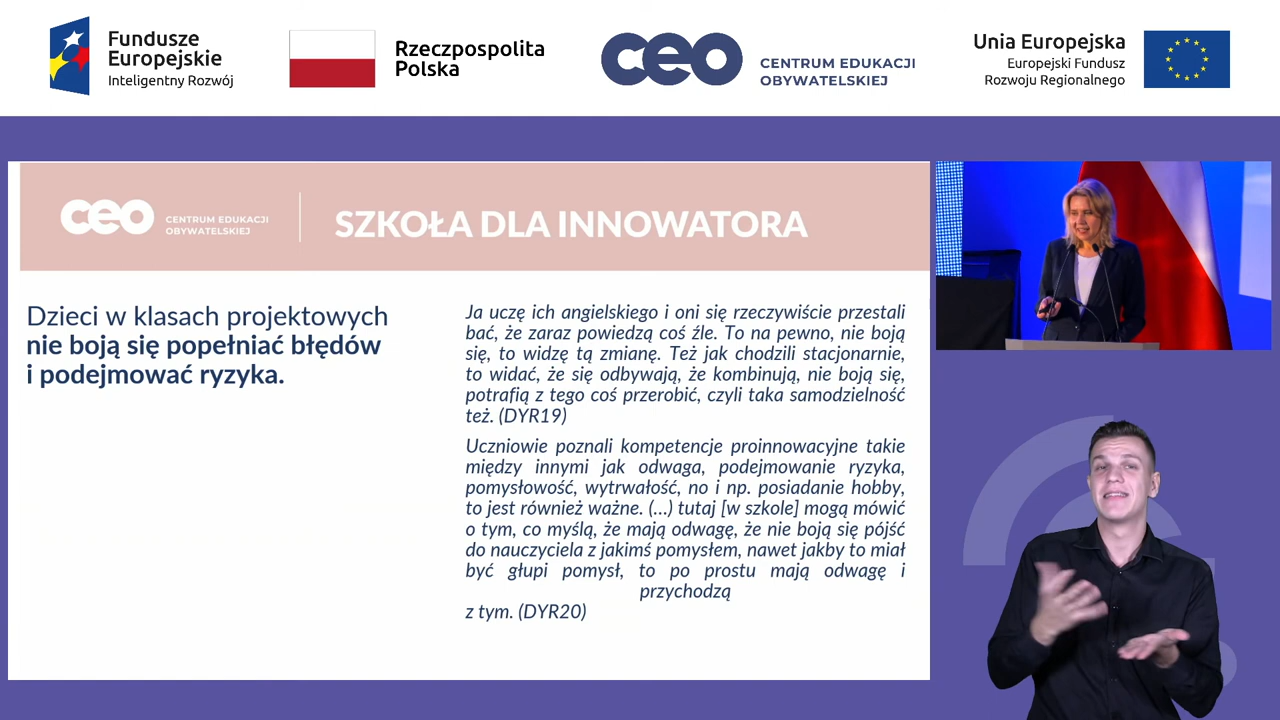 Fundusze
Europejskie
Inteligentny Rozwój
Rzeczpospolita
Polska
ceo
CENTRUM EDUKACJI
OBYWATELSKIEJ
Unia Europejska
Europejski Fundusz
Rozwoju Regionalnego
ceo
CENTRUM EDUKACJI
OBYWATELSKIEJ
SZKOŁA DLA INNOWATORA
Dzieci w klasach projektowych
nie boją się popełniać błędów
i podejmować ryzyka.
Ja uczę ich angielskiego i oni się rzeczywiście przestali
bać, że zaraz powiedzą coś źle. To na pewno, nie boją
się, to widzę tą zmianę. Też jak chodzili stacjonarnie,
to widać, że się odbywają, że kombinują, nie boją się,
potrafią z tego coś przerobić, czyli taka samodzielność
też. (DYR19)
Uczniowie poznali kompetencje proinnowacyjne takie
między innymi jak odwaga, podejmowanie ryzyka,
pomysłowość, wytrwałość, no i np. posiadanie hobby,
to jest również ważne. (...) tutaj [w szkole] mogą mówić
o tym, co myślą, że mają odwagę, że nie boją się pójść
do nauczyciela z jakimś pomysłem, nawet jakby to miał
być głupi pomysł, to po prostu mają odwagę i
przychodzą
z tym. (DYR20)